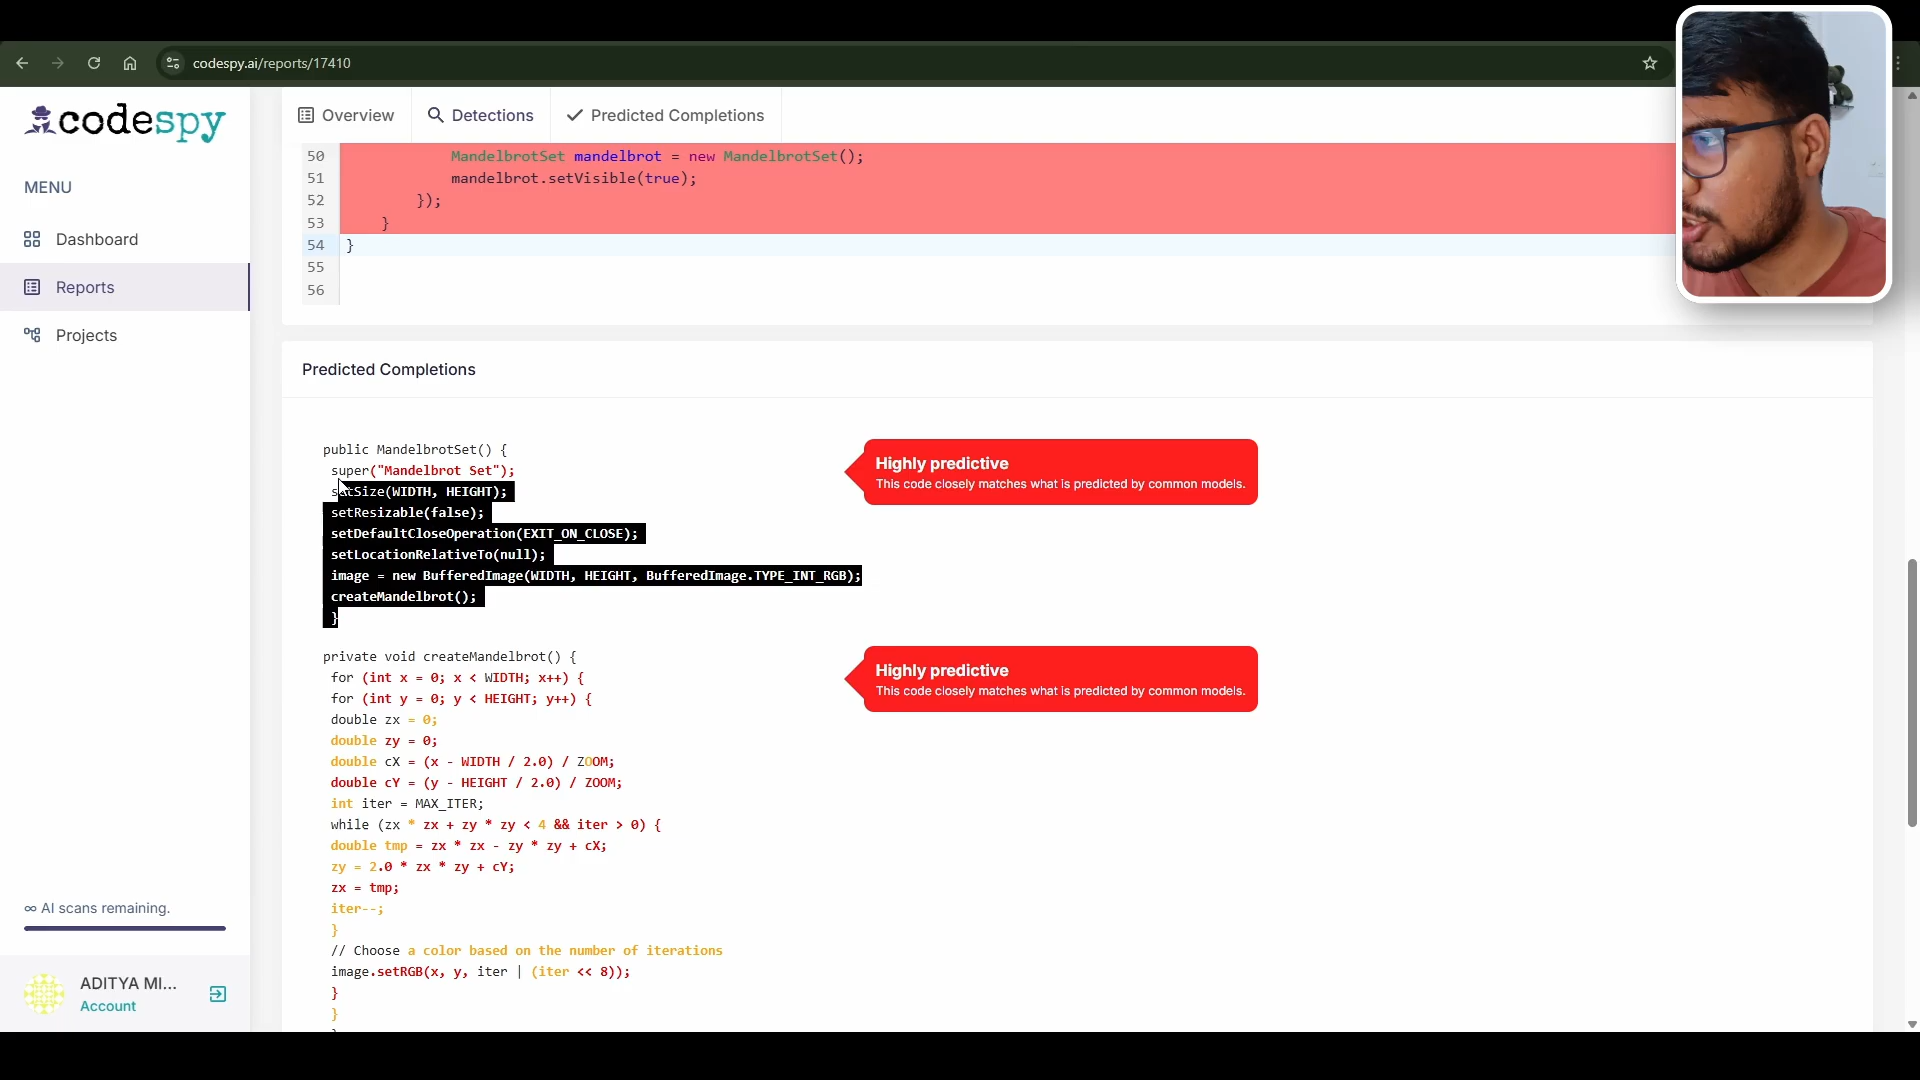 codespy.ai/reports/17410
codespy
MENU
Dashboard
Reports
Projects
∞ AI scans remaining.
ADITYA MI...
Account
Overview
Detections
Predicted Completions
50 MandelbrotSet mandelbrot = new MandelbrotSet();
51 mandelbrot.setVisible(true);
52 });
53 }
54 }
55
56
Predicted Completions
public MandelbrotSet() {
super("Mandelbrot Set");
setSize(WIDTH, HEIGHT);
setResizable(false);
setDefaultCloseOperation(EXIT_ON_CLOSE);
setLocationRelativeTo(null);
image = new BufferedImage(WIDTH, HEIGHT, BufferedImage.TYPE_INT_RGB);
createMandelbrot();
}
Highly predictive
This code closely matches what is predicted by common models.
private void createMandelbrot() {
for (int x = 0; x < WIDTH; x++) {
for (int y = 0; y < HEIGHT; y++) {
double zx = 0;
double zy = 0;
double cX = (x - WIDTH / 2.0) / ZOOM;
double cY = (y - HEIGHT / 2.0) / ZOOM;
int iter = MAX_ITER;
while (zx * zx + zy * zy < 4 && iter > 0) {
double tmp = zx * zx - zy * zy + cX;
zy = 2.0 * zx * zy + cY;
zx = tmp;
iter--;
}
// Choose a color based on the number of iterations
image.setRGB(x, y, iter | (iter << 8));
}
}
Highly predictive
This code closely matches what is predicted by common models.